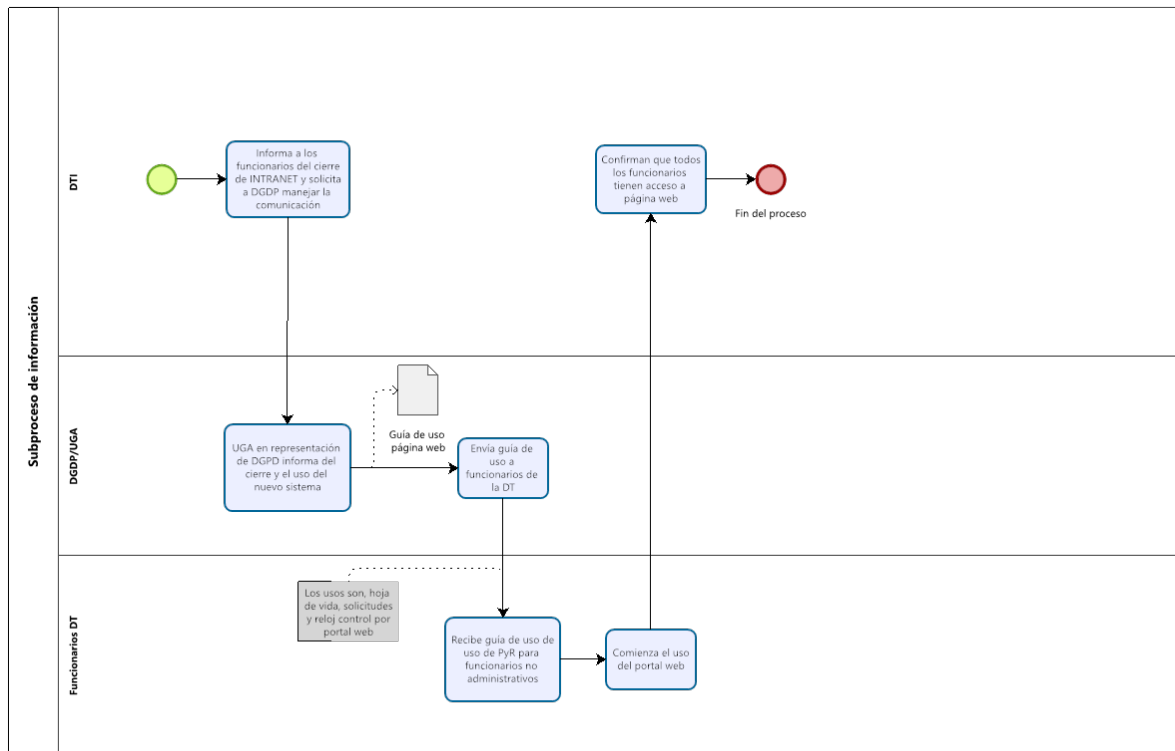 Subproceso de información
DTI
Informa a los
funcionarios del cierre
de INTRANET y solicita
a DGDP manejar la
comunicación
Confirman que todos
los funcionarios
tienen acceso a
página web
Fin del proceso
DGDP/UGA
UGA en representación
de DGPD informa del
cierre y el uso del
nuevo sistema
Guía de uso
página web
Envía guía de
uso a
funcionarios de
la DT
Funcionarios DT
Los usos son, hoja
de vida, solicitudes
y reloj control por
portal web
Recibe guía de uso de
uso de PyR para
funcionarios no
administrativos
Comienza el uso
del portal web